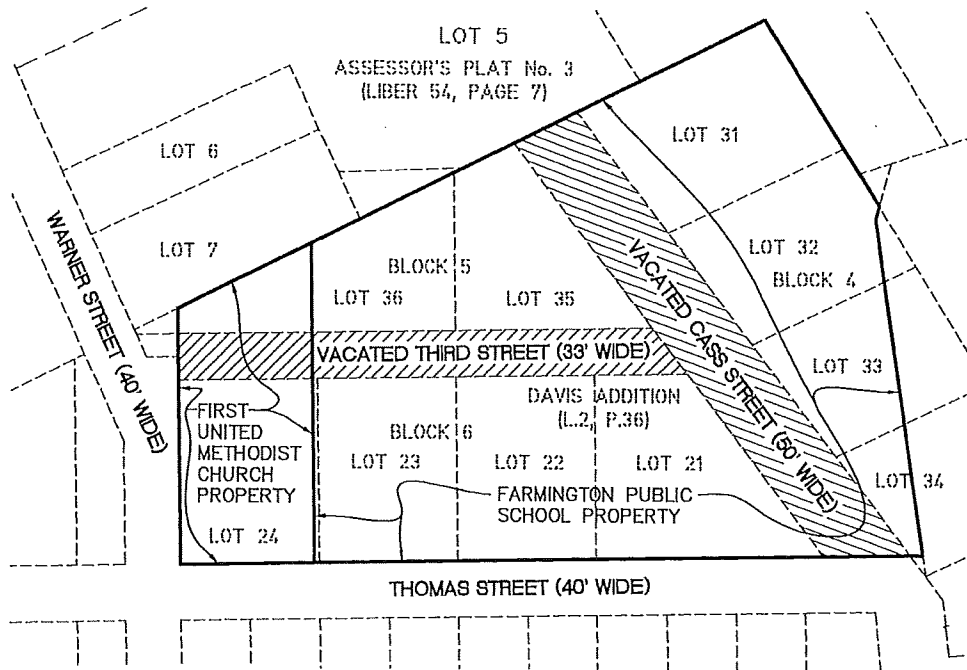 LOT 5
ASSESSOR'S PLAT No. 3
(LIBER 54, PAGE 7)
LOT 31
LOT 6
WARNER STREET (40' WIDE)
LOT 7
VACATED CASS STREET (50' WIDE)
LOT 32
BLOCK 4
BLOCK 5
LOT 36
LOT 35
VACATED THIRD STREET (33' WIDE)
LOT 33
DAVIS ADDITION
(L.2, P.36)
FIRST
UNITED
METHODIST
CHURCH
PROPERTY
BLOCK 6
LOT 23
LOT 22
LOT 21
LOT 34
FARMINGTON PUBLIC
SCHOOL PROPERTY
LOT 24
THOMAS STREET (40' WIDE)